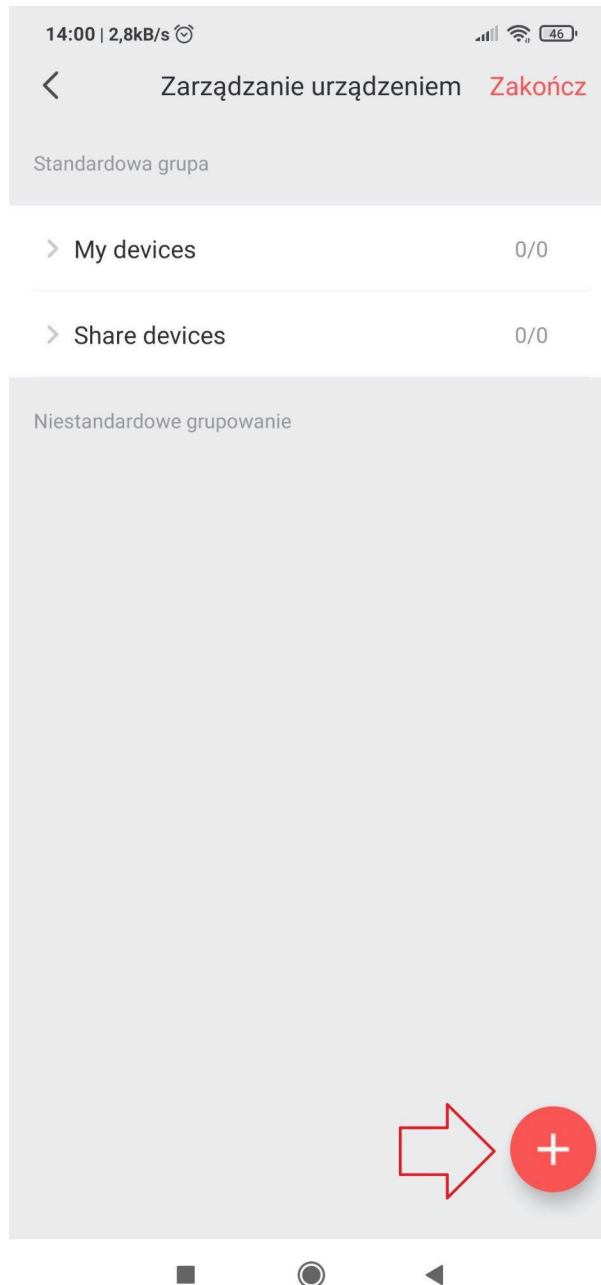 14:00 | 2,8kB/s 46
Zarządzanie urządzeniem Zakończ
Standardowa grupa
My devices 0/0
Share devices 0/0
Niestandardowe grupowanie